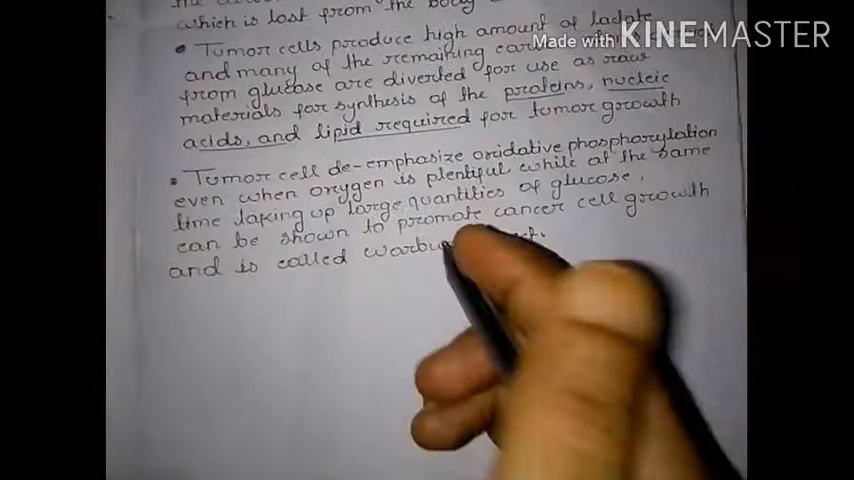 which is lost from the body
• Tumor cells produce high amount of lactate
and many of the remaining
from glucose are diverted for use as raw
materials for synthesis of the proteins, nucleic
acids, and lipid required for tumor growth
• Tumor cell de-emphasize oxidative phosphorylation
even when oxygen is plentiful while at the same
time taking up large quantities of glucose,
can be shown to promote cancer cell growth
and is called
Made with KINEMASTER